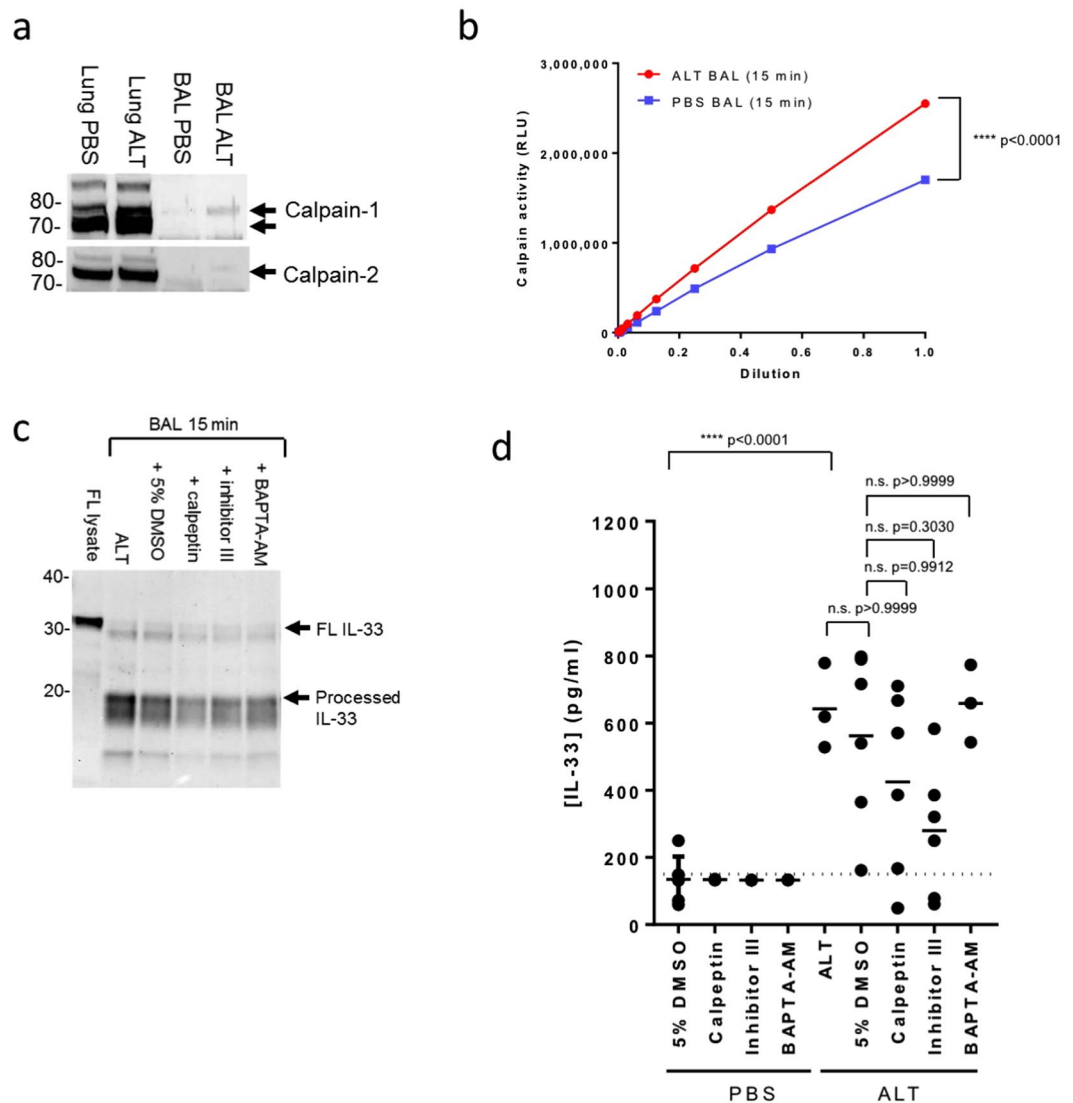 a
Lung PBS
Lung ALT
BAL PBS
BAL ALT
80-
70-
Calpain-1
80-
70-
Calpain-2
b
3,000,000
2,000,000
1,000,000
0
Calpain activity (RLU)
ALT BAL (15 min)
PBS BAL (15 min)
**** p<0.0001
0.0 0.2 0.4 0.6 0.8 1.0
Dilution
c
BAL 15 min
FL lysate
ALT
+ 5% DMSO
+ calpeptin
+ inhibitor III
+ BAPTA-AM
40-
30-
20-
FL IL-33
Processed
IL-33
d
**** p<0.0001
n.s. p>0.9999
n.s. p=0.3030
n.s. p=0.9912
n.s. p>0.9999
[IL-33] (pg/ml)
1200
1000
800
600
400
200
0
5% DMSO
Calpeptin
Inhibitor III
BAPTA-AM
ALT
5% DMSO
Calpeptin
Inhibitor III
BAPTA-AM
PBS
ALT